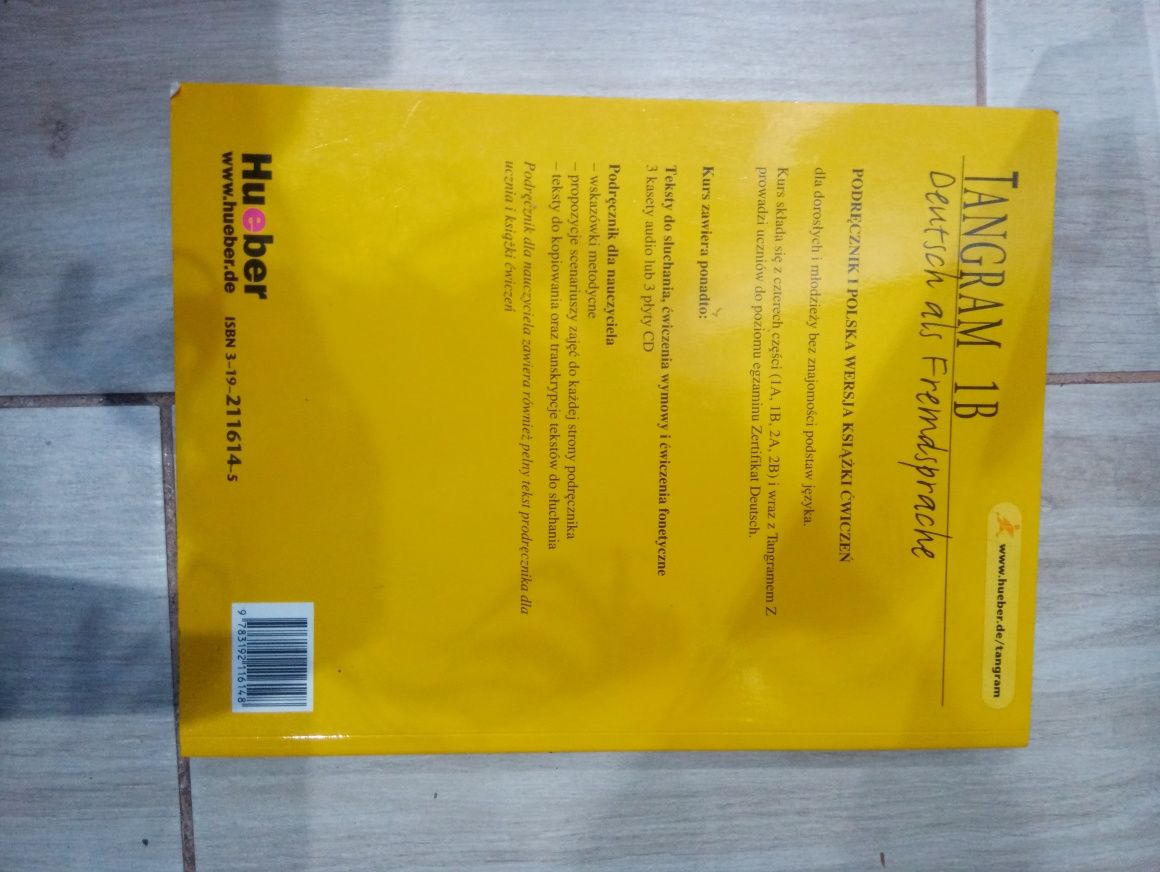 www.hueber.de/tangram
TANGRAM 1B
Deutsch als Fremdsprache
PODRĘCZNIK I POLSKA WERSJA KSIĄŻKI ĆWICZEŃ
dla dorosłych i młodzieży bez znajomości podstaw języka.
Kurs składa się z czterech części (1A, 1B, 2A, 2B) i wraz z Tangramem Z
prowadzi uczniów do poziomu egzaminu Zertifikat Deutsch.
Kurs zawiera ponadto:
Teksty do słuchania, ćwiczenia wymowy i ćwiczenia fonetyczne
3 kasety audio lub 3 płyty CD
Podręcznik dla nauczyciela
– wskazówki metodycne
– propozycje scenariuszy zajęć do każdej strony podręcznika
– teksty do kopiowania oraz transkrypcje tekstów do słuchania
Podręcznik dla nauczyciela zawiera również pełny tekst prodręcznika dla
ucznia i książki ćwiczeń
Hueber
www.hueber.de
ISBN 3–19–211614–5
9 783192 116148